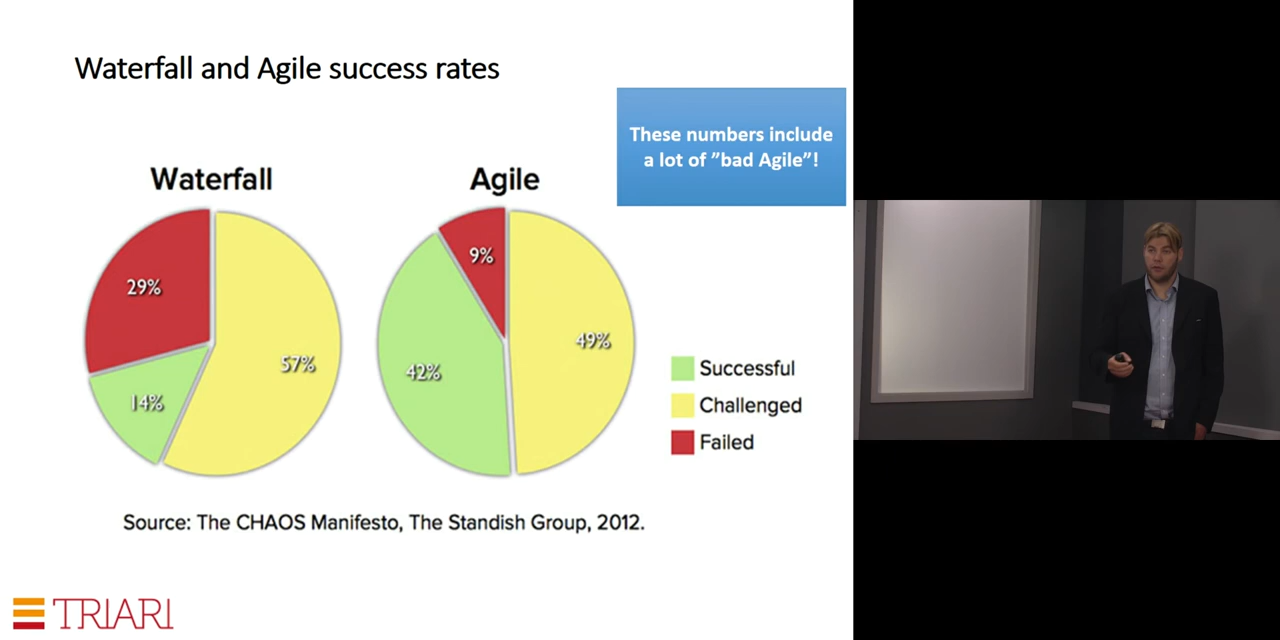 Waterfall and Agile success rates
These numbers include
a lot of ”bad Agile”!
Waterfall
29%
57%
14%
Agile
9%
49%
42%
Successful
Challenged
Failed
Source: The CHAOS Manifesto, The Standish Group, 2012.
TRIARI